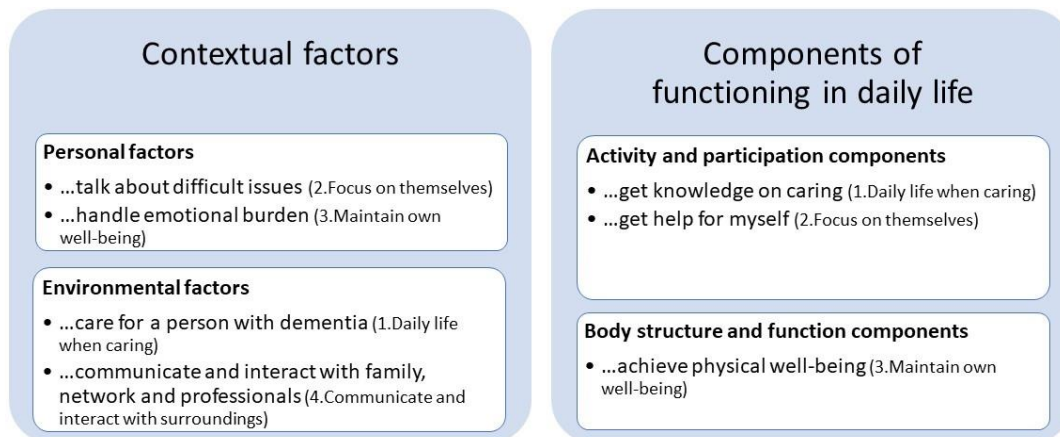 Contextual factors
Personal factors
• ...talk about difficult issues (2.Focus on themselves)
• ...handle emotional burden (3.Maintain own
well-being)
Environmental factors
• ...care for a person with dementia (1.Daily life
when caring)
• ...communicate and interact with family,
network and professionals (4.Communicate and
interact with surroundings)
Components of
functioning in daily life
Activity and participation components
• ...get knowledge on caring (1.Daily life when caring)
• ...get help for myself (2.Focus on themselves)
Body structure and function components
• ...achieve physical well-being (3.Maintain own
well-being)